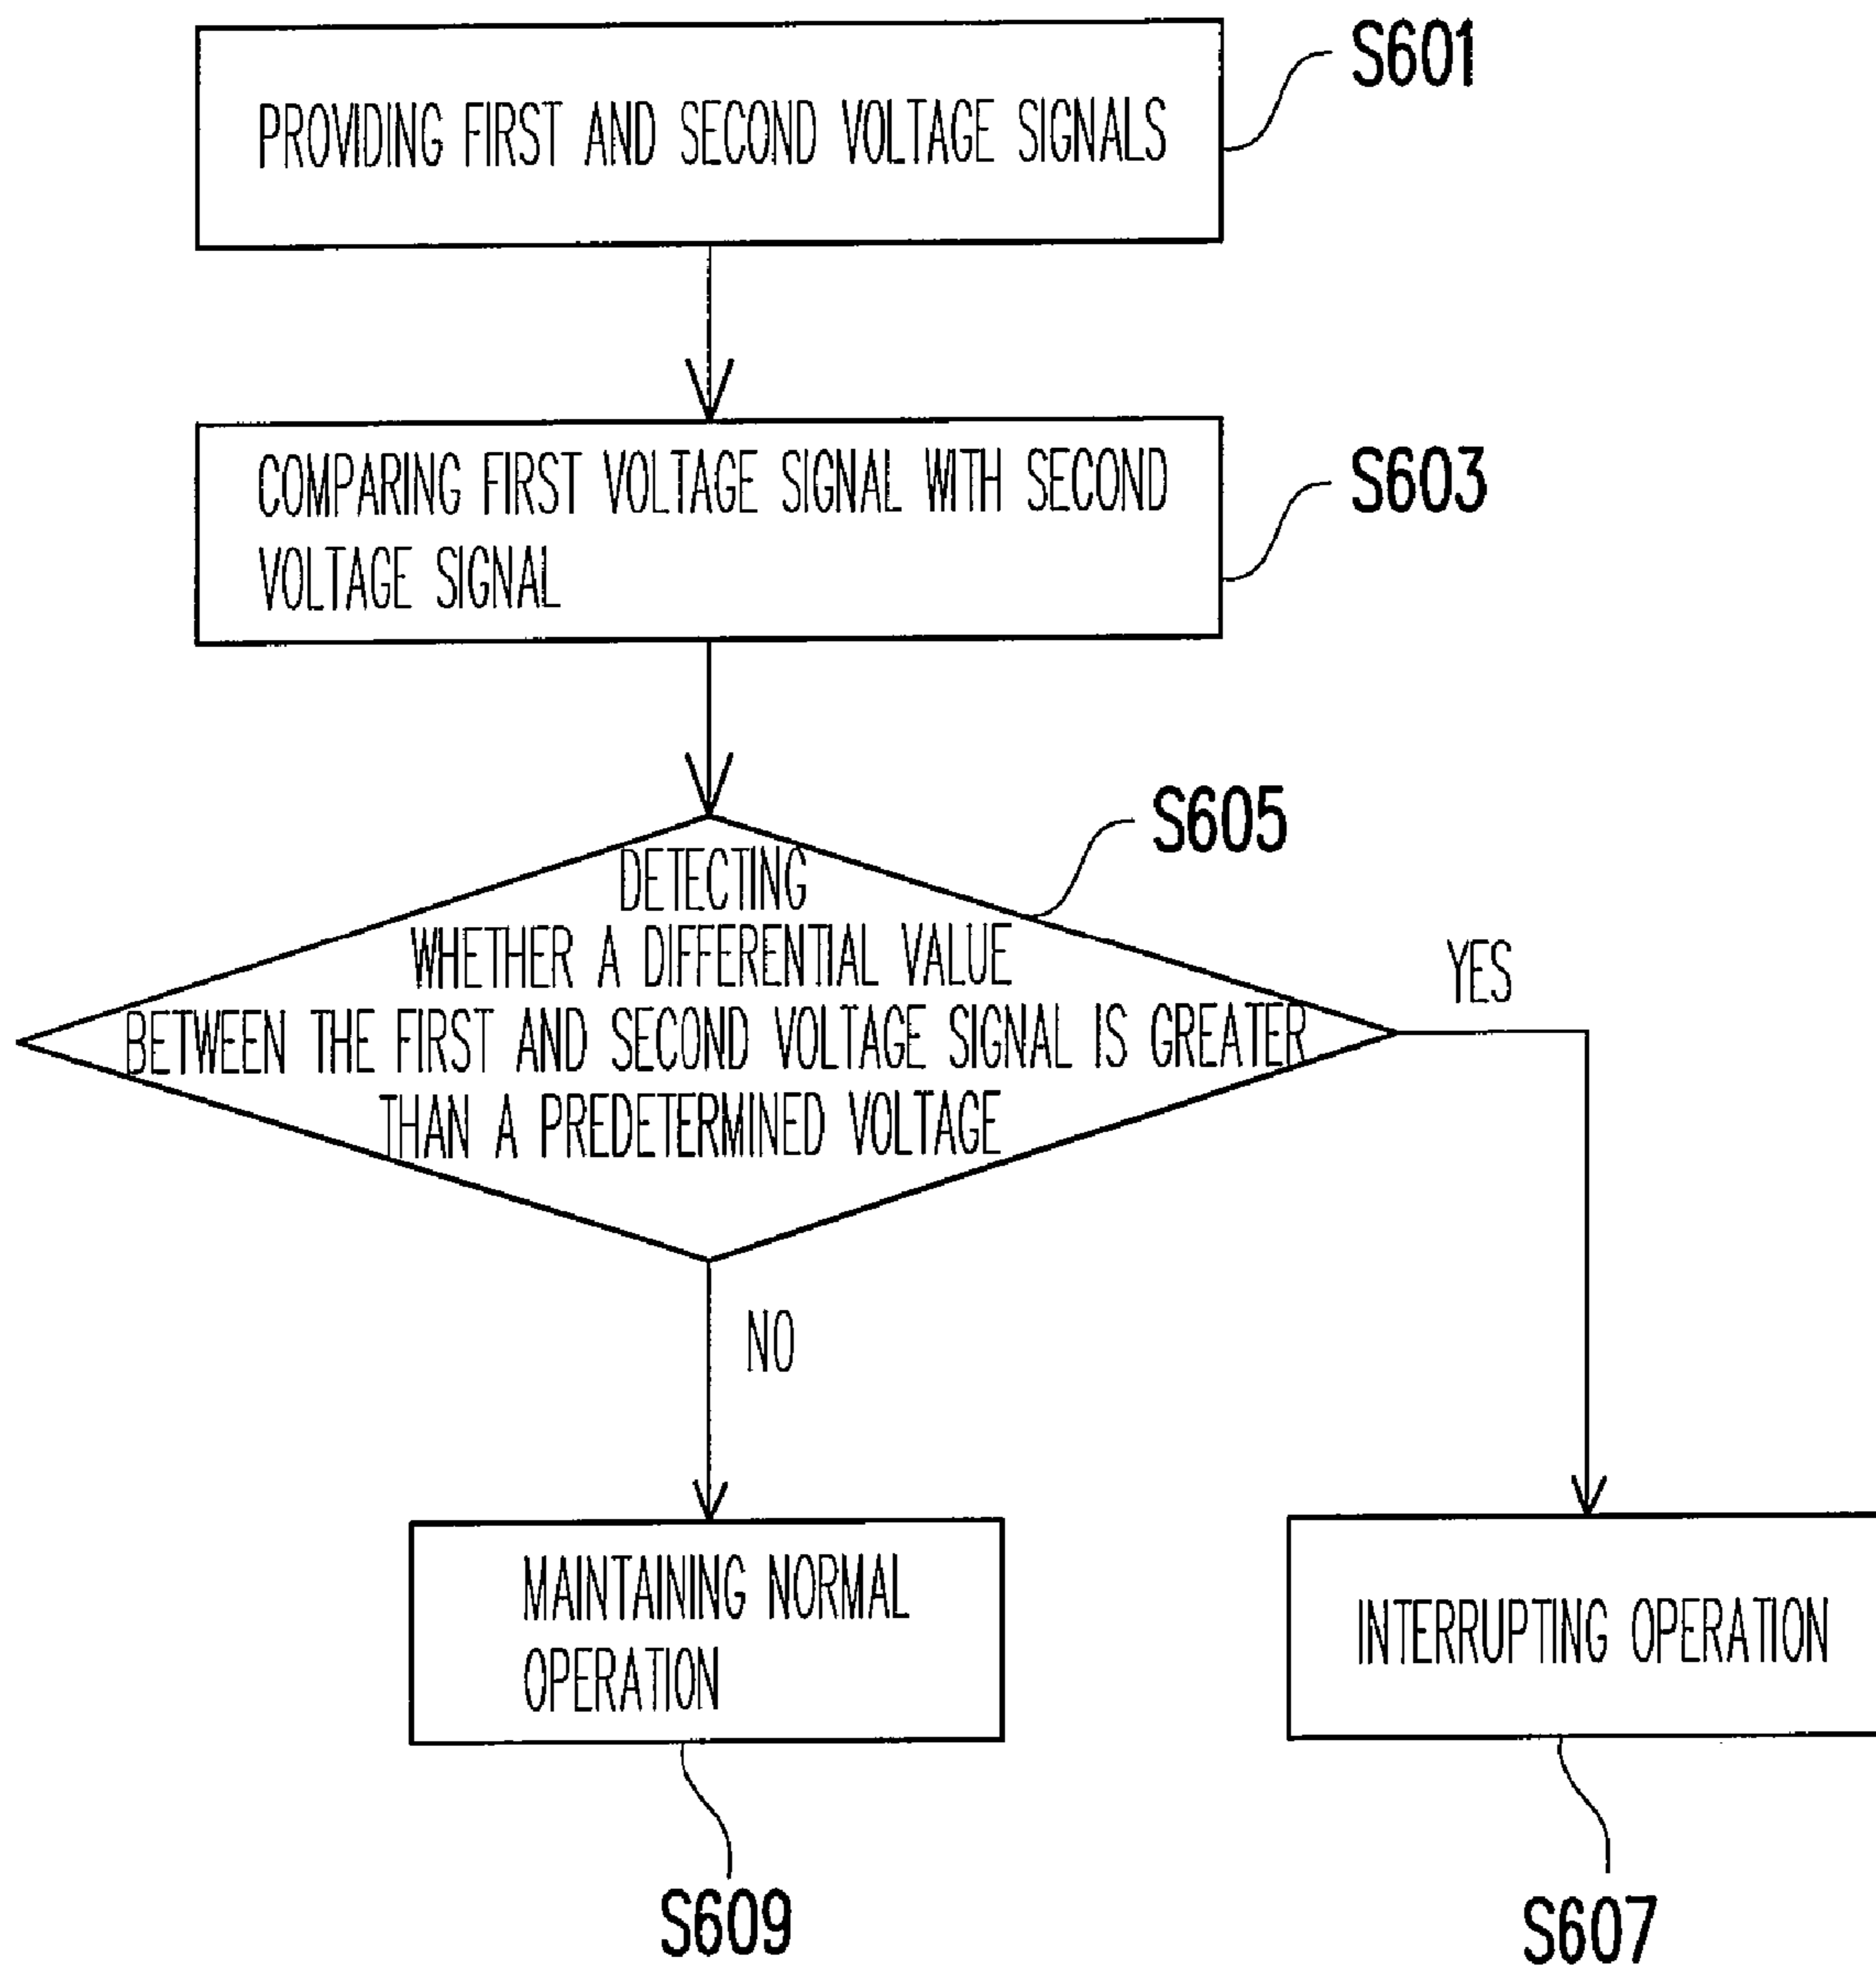 PROVIDING FIRST AND SECOND VOLTAGE SIGNALS
S601
COMPARING FIRST VOLTAGE SIGNAL WITH SECOND
VOLTAGE SIGNAL
S603
DETECTING
WHETHER A DIFFERENTIAL VALUE
BETWEEN THE FIRST AND SECOND VOLTAGE SIGNAL IS GREATER
THAN A PREDETERMINED VOLTAGE
S605
YES
NO
MAINTAINING NORMAL
OPERATION
INTERRUPTING OPERATION
S609
S607